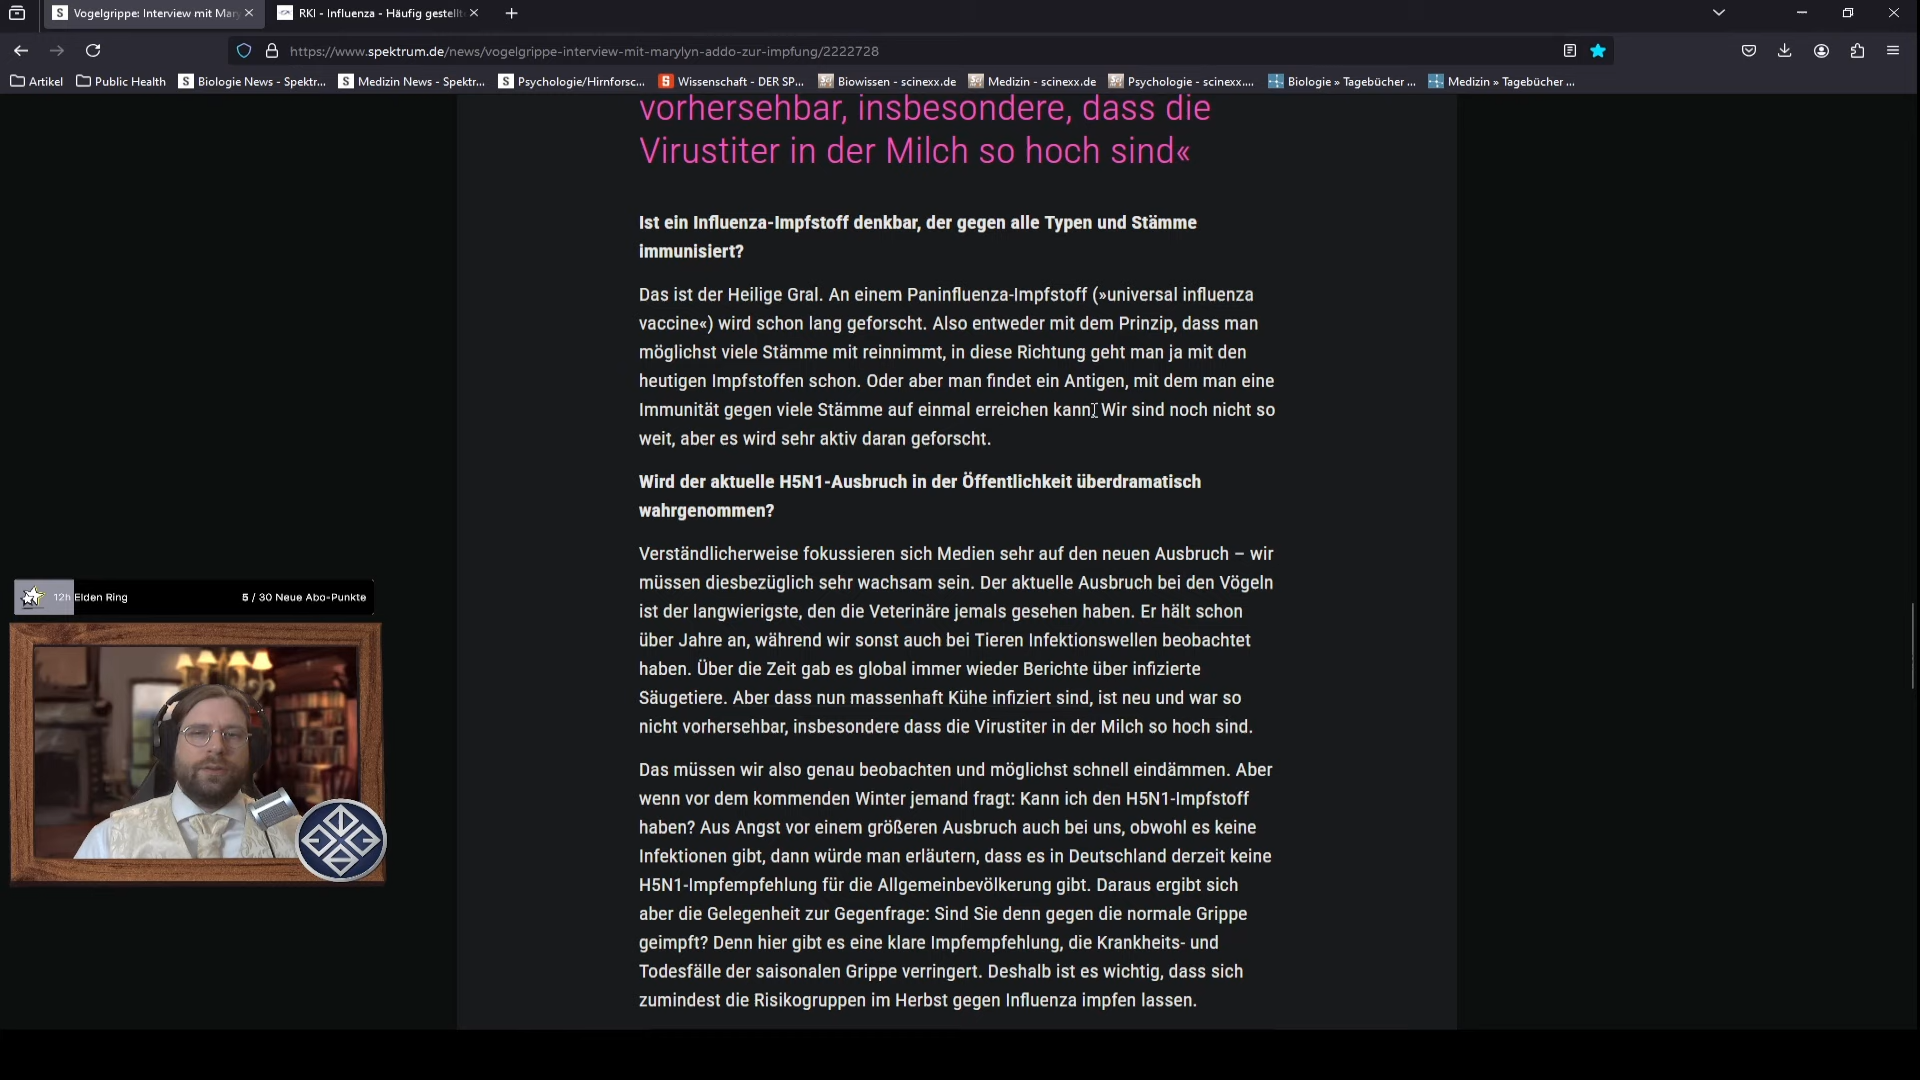 Vogelgrippe: Interview mit Mary
RKI - Influenza - Häufig gestellt
https://www.spektrum.de/news/vogelgrippe-interview-mit-marylyn-addo-zur-impfung/2222728
Artikel
Public Health
Biologie News - Spektr...
Medizin News - Spektr...
Psychologie/Hirnforsc...
Wissenschaft - DER SP...
Biowissen - scinexx.de
Medizin - scinexx.de
Psychologie - scinexx....
Biologie » Tagebücher ...
Medizin » Tagebücher ...
vorhersehbar, insbesondere, dass die
Virustiter in der Milch so hoch sind«
Ist ein Influenza-Impfstoff denkbar, der gegen alle Typen und Stämme
immunisiert?
Das ist der Heilige Gral. An einem Paninfluenza-Impfstoff (»universal influenza
vaccine«) wird schon lang geforscht. Also entweder mit dem Prinzip, dass man
möglichst viele Stämme mit reinnimmt, in diese Richtung geht man ja mit den
heutigen Impfstoffen schon. Oder aber man findet ein Antigen, mit dem man eine
Immunität gegen viele Stämme auf einmal erreichen kann. Wir sind noch nicht so
weit, aber es wird sehr aktiv daran geforscht.
Wird der aktuelle H5N1-Ausbruch in der Öffentlichkeit überdramatisch
wahrgenommen?
Verständlicherweise fokussieren sich Medien sehr auf den neuen Ausbruch – wir
müssen diesbezüglich sehr wachsam sein. Der aktuelle Ausbruch bei den Vögeln
ist der langwierigste, den die Veterinäre jemals gesehen haben. Er hält schon
über Jahre an, während wir sonst auch bei Tieren Infektionswellen beobachtet
haben. Über die Zeit gab es global immer wieder Berichte über infizierte
Säugetiere. Aber dass nun massenhaft Kühe infiziert sind, ist neu und war so
nicht vorhersehbar, insbesondere dass die Virustiter in der Milch so hoch sind.
Das müssen wir also genau beobachten und möglichst schnell eindämmen. Aber
wenn vor dem kommenden Winter jemand fragt: Kann ich den H5N1-Impfstoff
haben? Aus Angst vor einem größeren Ausbruch auch bei uns, obwohl es keine
Infektionen gibt, dann würde man erläutern, dass es in Deutschland derzeit keine
H5N1-Impfempfehlung für die Allgemeinbevölkerung gibt. Daraus ergibt sich
aber die Gelegenheit zur Gegenfrage: Sind Sie denn gegen die normale Grippe
geimpft? Denn hier gibt es eine klare Impfempfehlung, die Krankheits- und
Todesfälle der saisonalen Grippe verringert. Deshalb ist es wichtig, dass sich
zumindest die Risikogruppen im Herbst gegen Influenza impfen lassen.
12h Elden Ring
5 / 30 Neue Abo-Punkte